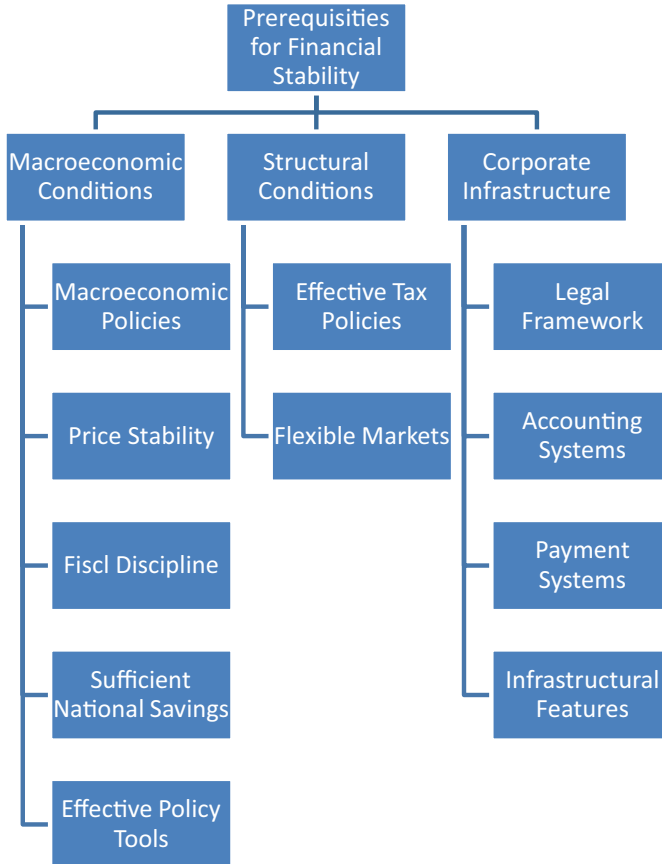 Prerequisities
for Financial
Stability
Macroeconomic
Conditions
Macroeconomic
Policies
Price Stability
Fiscl Discipline
Sufficient
National Savings
Effective Policy
Tools
Structural
Conditions
Effective Tax
Policies
Flexible Markets
Corporate
Infrastructure
Legal
Framework
Accounting
Systems
Payment
Systems
Infrastructural
Features